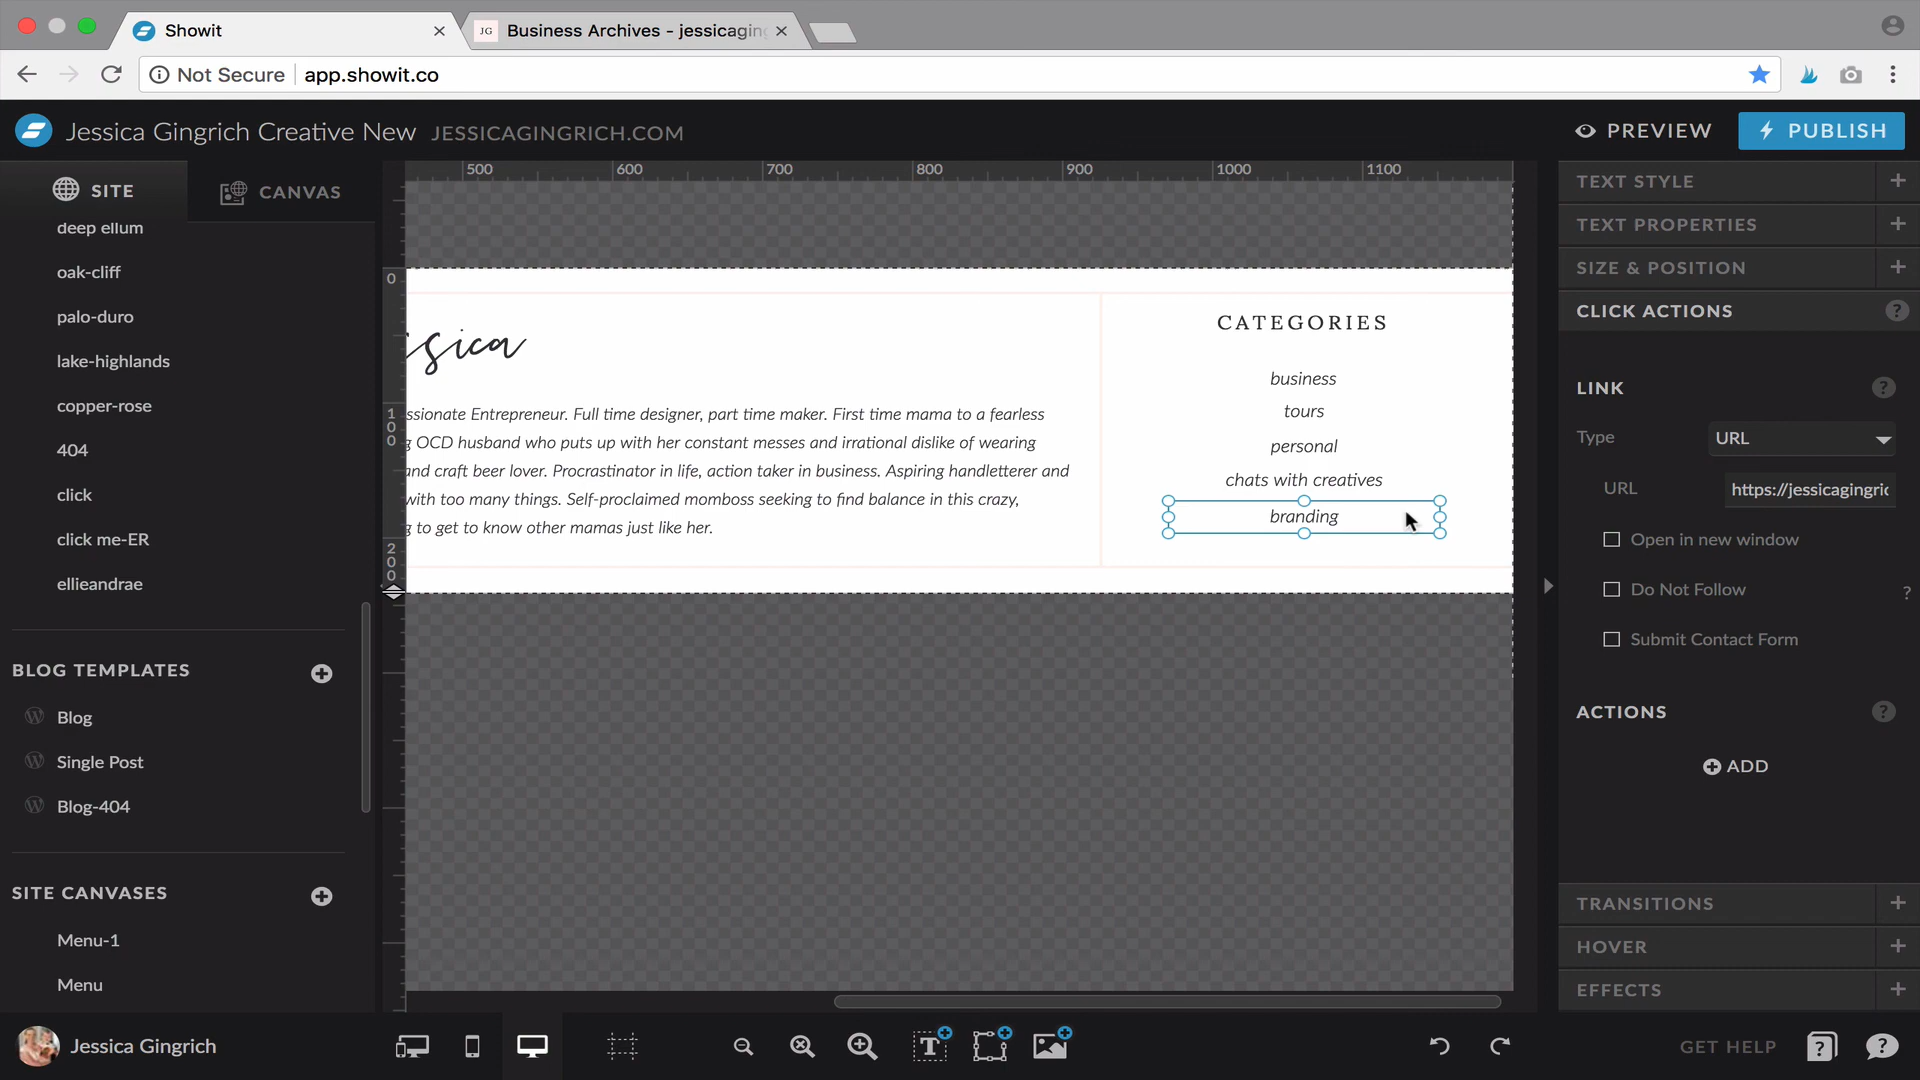 Showit
JG
Business Archives - jessicagin
Not Secure
app.showit.co
Jessica Gingrich Creative New
JESSICAGINGRICH.COM
PREVIEW
PUBLISH
SITE
CANVAS
500
600
700
800
900
1000
1100
TEXT STYLE
TEXT PROPERTIES
SIZE & POSITION
CLICK ACTIONS
?
LINK
?
Type
URL
URL
https://jessicagingric
Open in new window
Do Not Follow
?
Submit Contact Form
ACTIONS
?
ADD
TRANSITIONS
HOVER
EFFECTS
deep ellum
oak-cliff
palo-duro
lake-highlands
copper-rose
404
click
click me-ER
ellieandrae
BLOG TEMPLATES
Blog
Single Post
Blog-404
SITE CANVASES
Menu-1
Menu
0
100
200
ssica
ssionate Entrepreneur. Full time designer, part time maker. First time mama to a fearless
g OCD husband who puts up with her constant messes and irrational dislike of wearing
and craft beer lover. Procrastinator in life, action taker in business. Aspiring handletterer and
with too many things. Self-proclaimed momboss seeking to find balance in this crazy,
g to get to know other mamas just like her.
CATEGORIES
business
tours
personal
chats with creatives
branding
Jessica Gingrich
T
GET HELP
?
?